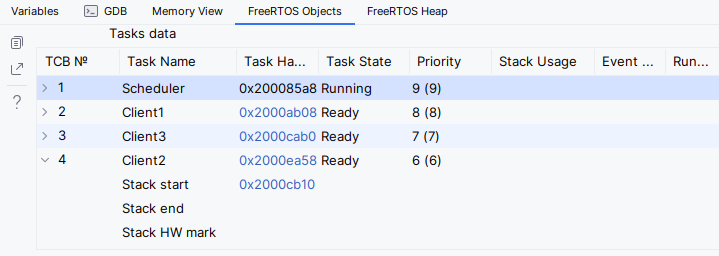 Variables GDB Memory View FreeRTOS Objects FreeRTOS Heap
Tasks data
TCB № Task Name Task Ha... Task State Priority Stack Usage Event ... Run...
1 Scheduler 0x200085a8 Running 9 (9)
2 Client1 0x2000ab08 Ready 8 (8)
3 Client3 0x2000cab0 Ready 7 (7)
4 Client2 0x2000ea58 Ready 6 (6)
Stack start 0x2000cb10
Stack end
Stack HW mark